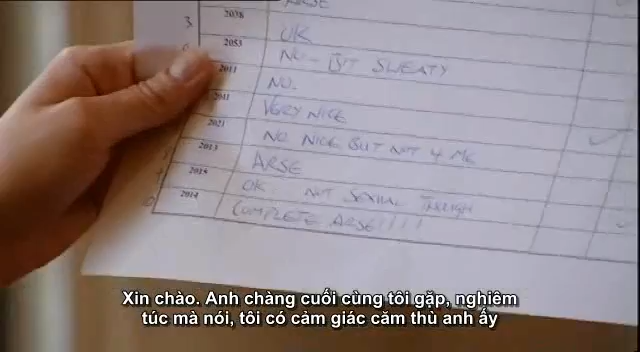 ARSE
3 2038 OK
2053 NO - BIT SWEATY
2011 NO.
2011 VERY NICE
2021 NO NICE BUT NOT 4 ME ✓
2013 ARSE
2015 OK NOT SEXUAL THOUGH
2014 COMPLETE ARSE!!!!
Xin chào. Anh chàng cuối cùng tôi gặp, nghiêm
túc mà nói, tôi có cảm giác căm thù anh ấy